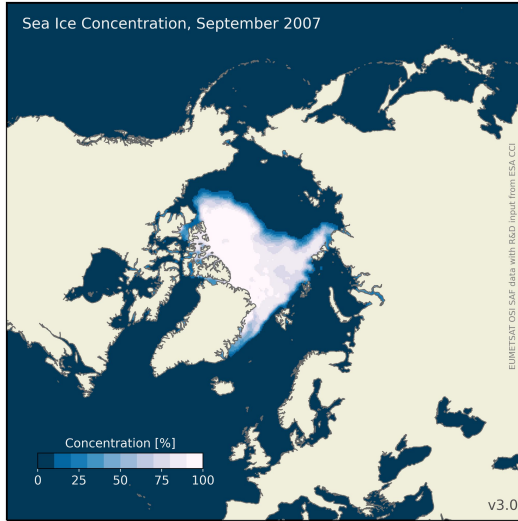 Sea Ice Concentration, September 2007
EUMETSAT OSI SAF data with R&D input from ESA CCI
Concentration [%]
0 25 50 75 100
v3.0